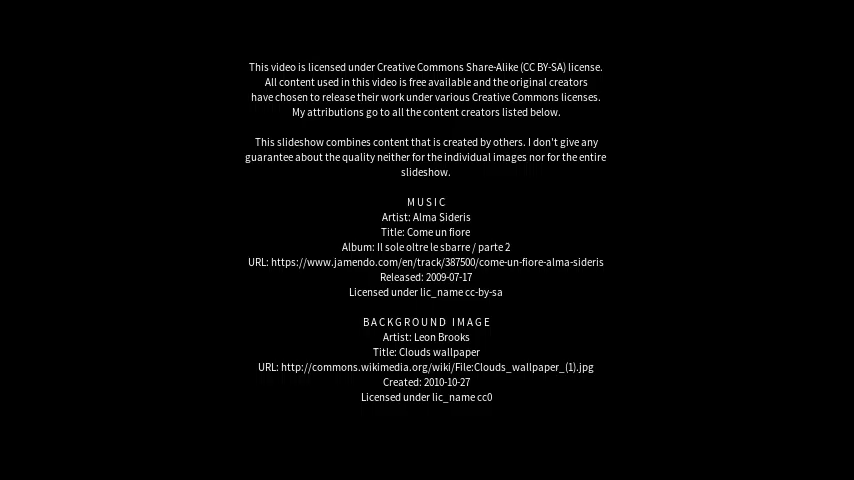 This video is licensed under Creative Commons Share-Alike (CC BY-SA) license.
All content used in this video is free available and the original creators
have chosen to release their work under various Creative Commons licenses.
My attributions go to all the content creators listed below.
This slideshow combines content that is created by others. I don't give any
guarantee about the quality neither for the individual images nor for the entire
slideshow.
MUSIC
Artist: Alma Sideris
Title: Come un fiore
Album: Il sole oltre le sbarre / parte 2
URL: https://www.jamendo.com/en/track/387500/come-un-fiore-alma-sideris
Released: 2009-07-17
Licensed under lic_name cc-by-sa
BACKGROUND IMAGE
Artist: Leon Brooks
Title: Clouds wallpaper
URL: http://commons.wikimedia.org/wiki/File:Clouds_wallpaper_(1).jpg
Created: 2010-10-27
Licensed under lic_name cc0